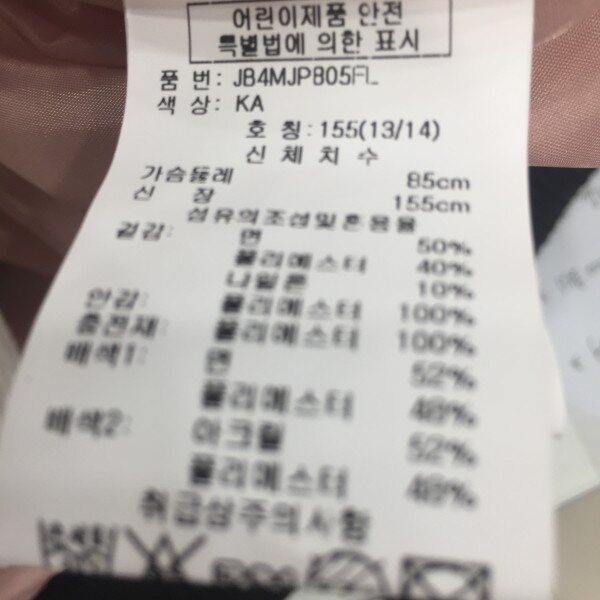 어린이제품 안전
특별법에 의한 표시
품 번: JB4MJPB05FL
색 상: KA
호 칭: 155(13/14)
신 체 치 수
가슴둘레 85cm
신 장 155cm
섬유의조성및혼용율
겉감: 면 50%
폴리에스터 40%
나일론 10%
안감: 폴리에스터 100%
충전재: 폴리에스터 100%
배색1: 면 52%
폴리에스터 48%
배색2: 아크릴 52%
폴리에스터 48%
취급상주의사항